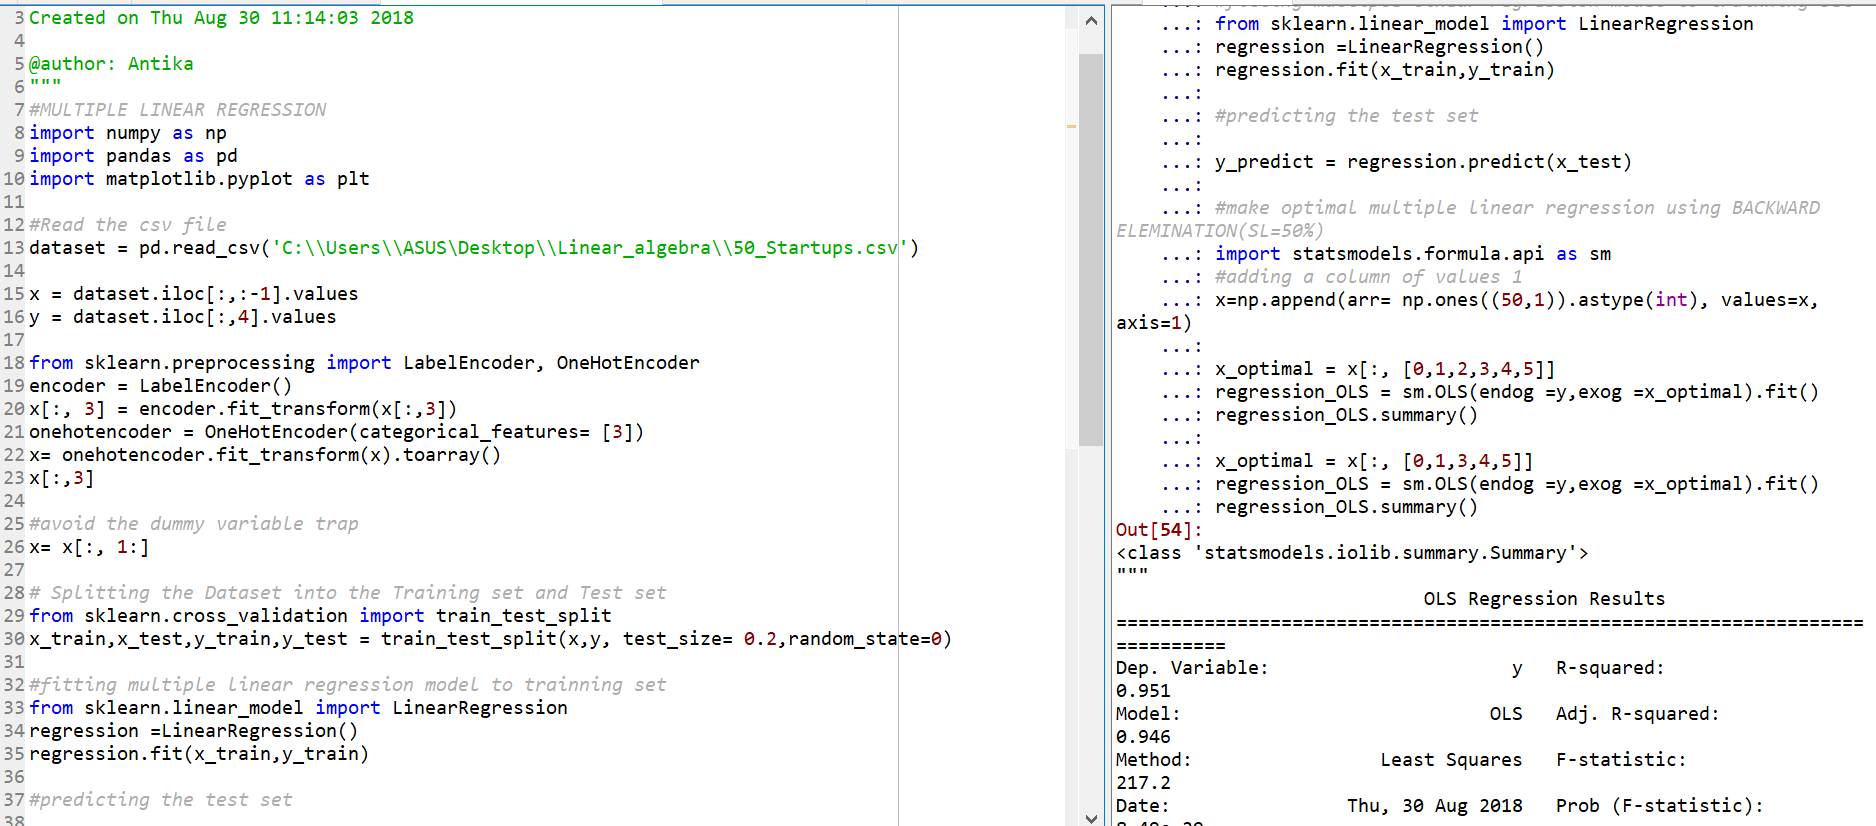 3 Created on Thu Aug 30 11:14:03 2018
4
5 @author: Antika
6 """
7 #MULTIPLE LINEAR REGRESSION
8 import numpy as np
9 import pandas as pd
10 import matplotlib.pyplot as plt
11
12 #Read the csv file
13 dataset = pd.read_csv('C:\\Users\\ASUS\Desktop\\Linear_algebra\\50_Startups.csv')
14
15 x = dataset.iloc[:,:-1].values
16 y = dataset.iloc[:,4].values
17
18 from sklearn.preprocessing import LabelEncoder, OneHotEncoder
19 encoder = LabelEncoder()
20 x[:, 3] = encoder.fit_transform(x[:,3])
21 onehotencoder = OneHotEncoder(categorical_features= [3])
22 x= onehotencoder.fit_transform(x).toarray()
23 x[:,3]
24
25 #avoid the dummy variable trap
26 x= x[:, 1:]
27
28 # Splitting the Dataset into the Training set and Test set
29 from sklearn.cross_validation import train_test_split
30 x_train,x_test,y_train,y_test = train_test_split(x,y, test_size= 0.2,random_state=0)
31
32 #fitting multiple linear regression model to trainning set
33 from sklearn.linear_model import LinearRegression
34 regression =LinearRegression()
35 regression.fit(x_train,y_train)
36
37 #predicting the test set
38
...: from sklearn.linear_model import LinearRegression
...: regression =LinearRegression()
...: regression.fit(x_train,y_train)
...:
...: #predicting the test set
...:
...: y_predict = regression.predict(x_test)
...:
...: #make optimal multiple linear regression using BACKWARD
ELEMINATION(SL=50%)
...: import statsmodels.formula.api as sm
...: #adding a column of values 1
...: x=np.append(arr= np.ones((50,1)).astype(int), values=x,
axis=1)
...:
...: x_optimal = x[:, [0,1,2,3,4,5]]
...: regression_OLS = sm.OLS(endog =y,exog =x_optimal).fit()
...: regression_OLS.summary()
...:
...: x_optimal = x[:, [0,1,3,4,5]]
...: regression_OLS = sm.OLS(endog =y,exog =x_optimal).fit()
...: regression_OLS.summary()
Out[54]:
<class 'statsmodels.iolib.summary.Summary'>
"""
OLS Regression Results
====================================================================
==========
Dep. Variable: y R-squared:
0.951
Model: OLS Adj. R-squared:
0.946
Method: Least Squares F-statistic:
217.2
Date: Thu, 30 Aug 2018 Prob (F-statistic):